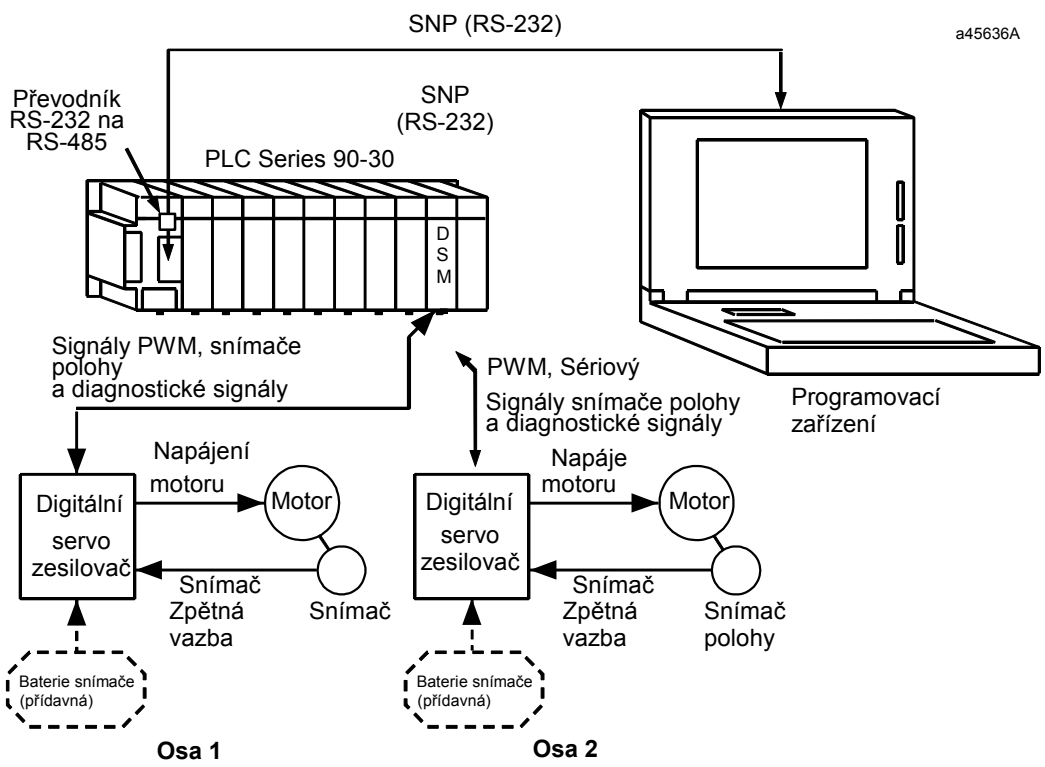 SNP (RS-232)
a45636A
Převodník
RS-232 na
RS-485
SNP
(RS-232)
PLC Series 90-30
D
S
M
Signály PWM, snímače
polohy
a diagnostické signály
PWM, Sériový
Signály snímače polohy
a diagnostické signály
Programovací
zařízení
Napájení
motoru
Digitální
servo
zesilovač
Motor
Snímač
Zpětná
vazba
Snímač
Baterie snímače
(přídavná)
Osa 1
Napáje
motoru
Digitální
servo
zesilovač
Motor
Snímač
Zpětná
vazba
Snímač
polohy
Baterie snímače
(přídavná)
Osa 2